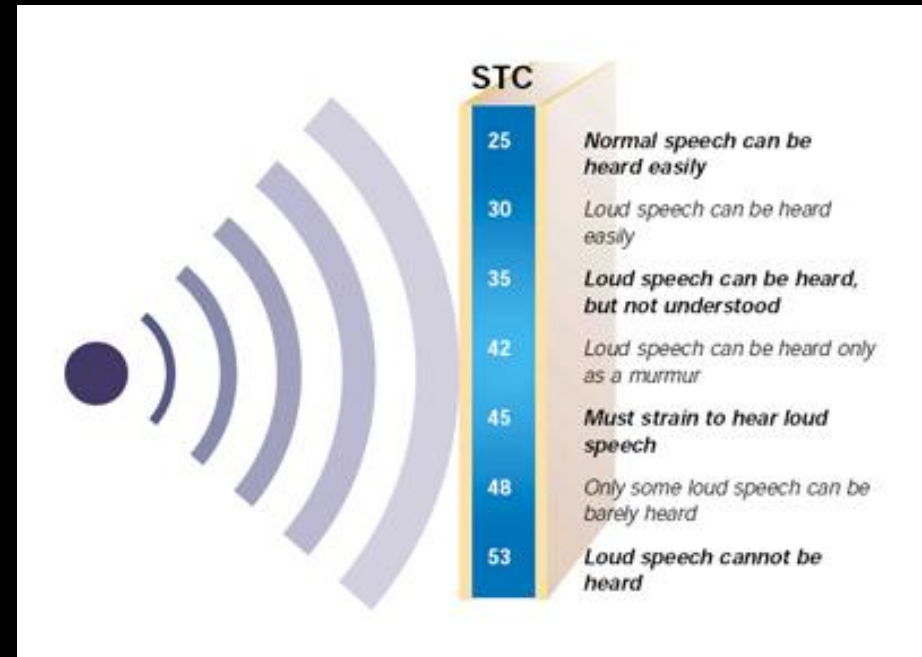 STC
25
Normal speech can be
heard easily
30
Loud speech can be heard
easily
35
Loud speech can be heard,
but not understood
42
Loud speech can be heard only
as a murmur
45
Must strain to hear loud
speech
48
Only some loud speech can be
barely heard
53
Loud speech cannot be
heard